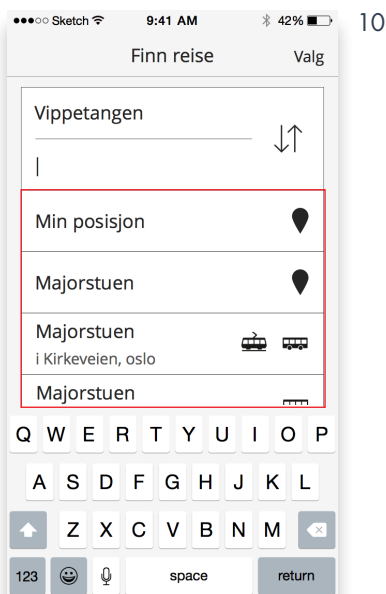 Sketch 9:41 AM 42%
10
Finn reise Valg
Vippetangen
Min posisjon
Majorstuen
Majorstuen
i Kirkeveien, oslo
Majorstuen
Q W E R T Y U I O P
A S D F G H J K L
Z X C V B N M
123 space return